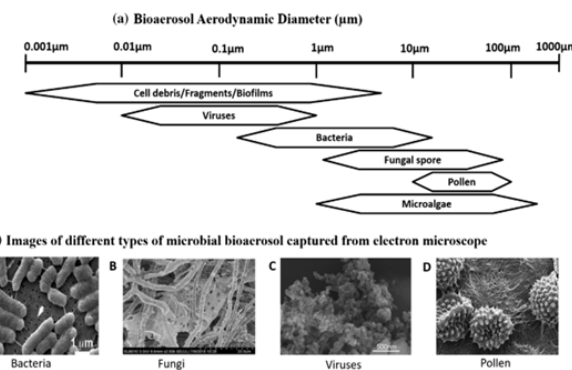 (a) Bioaerosol Aerodynamic Diameter (µm)
0.001µm 0.01µm 0.1µm 1µm 10µm 100µm 1000µm
Cell debris/Fragments/Biofilms
Viruses
Bacteria
Fungal spore
Pollen
Microalgae
) Images of different types of microbial bioaerosol captured from electron microscope
B C D
1 µm
Bacteria Fungi Viruses Pollen